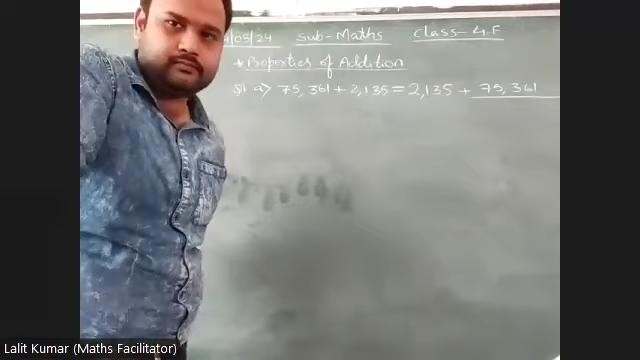 /05/24 Sub-Maths Class-4.F
* Properties of Addition
Q1 a> 75,361 + 2,135 = 2,135 + 75,361
Lalit Kumar (Maths Facilitator)